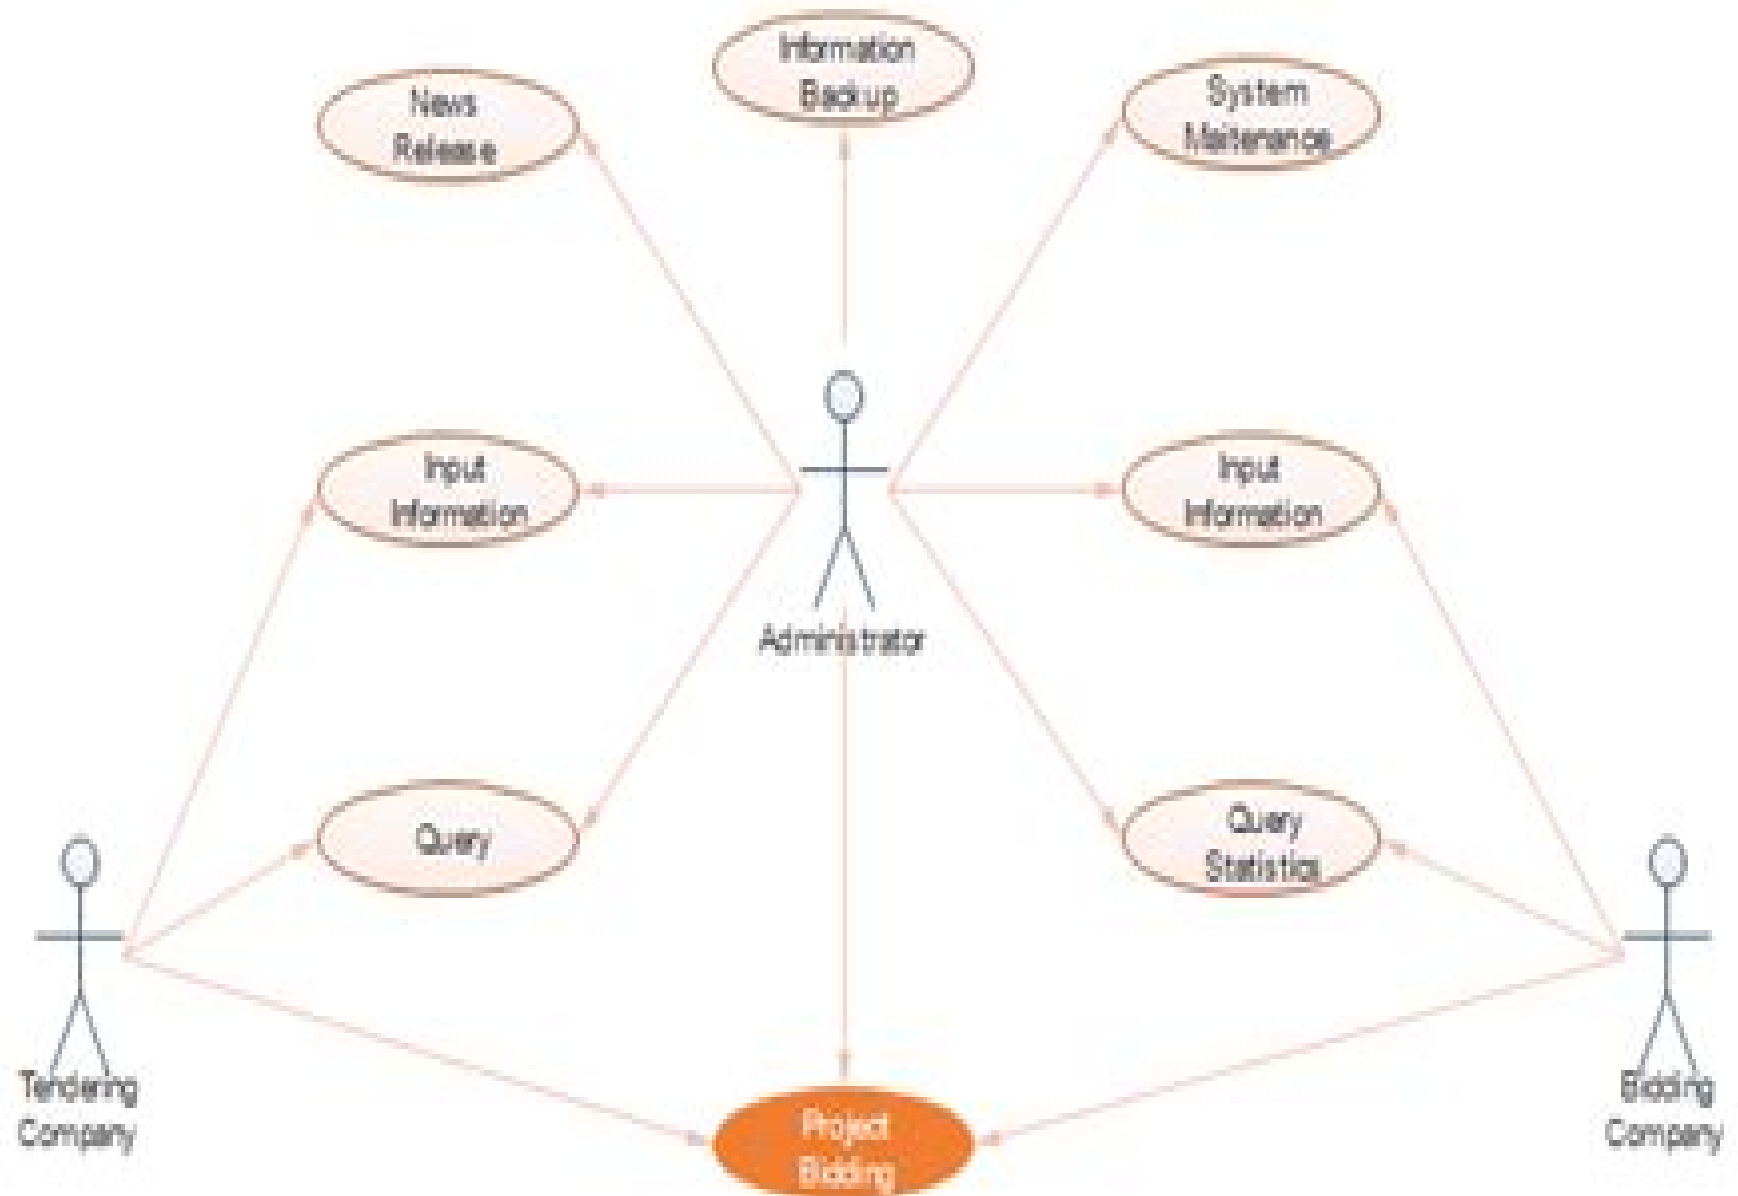 Information
Backup
News
Release
System
Maitenance
Input
Information
Input
Information
Administrator
Query
Query
Statistics
Tendering
Company
Bidding
Company
Project
Bidding